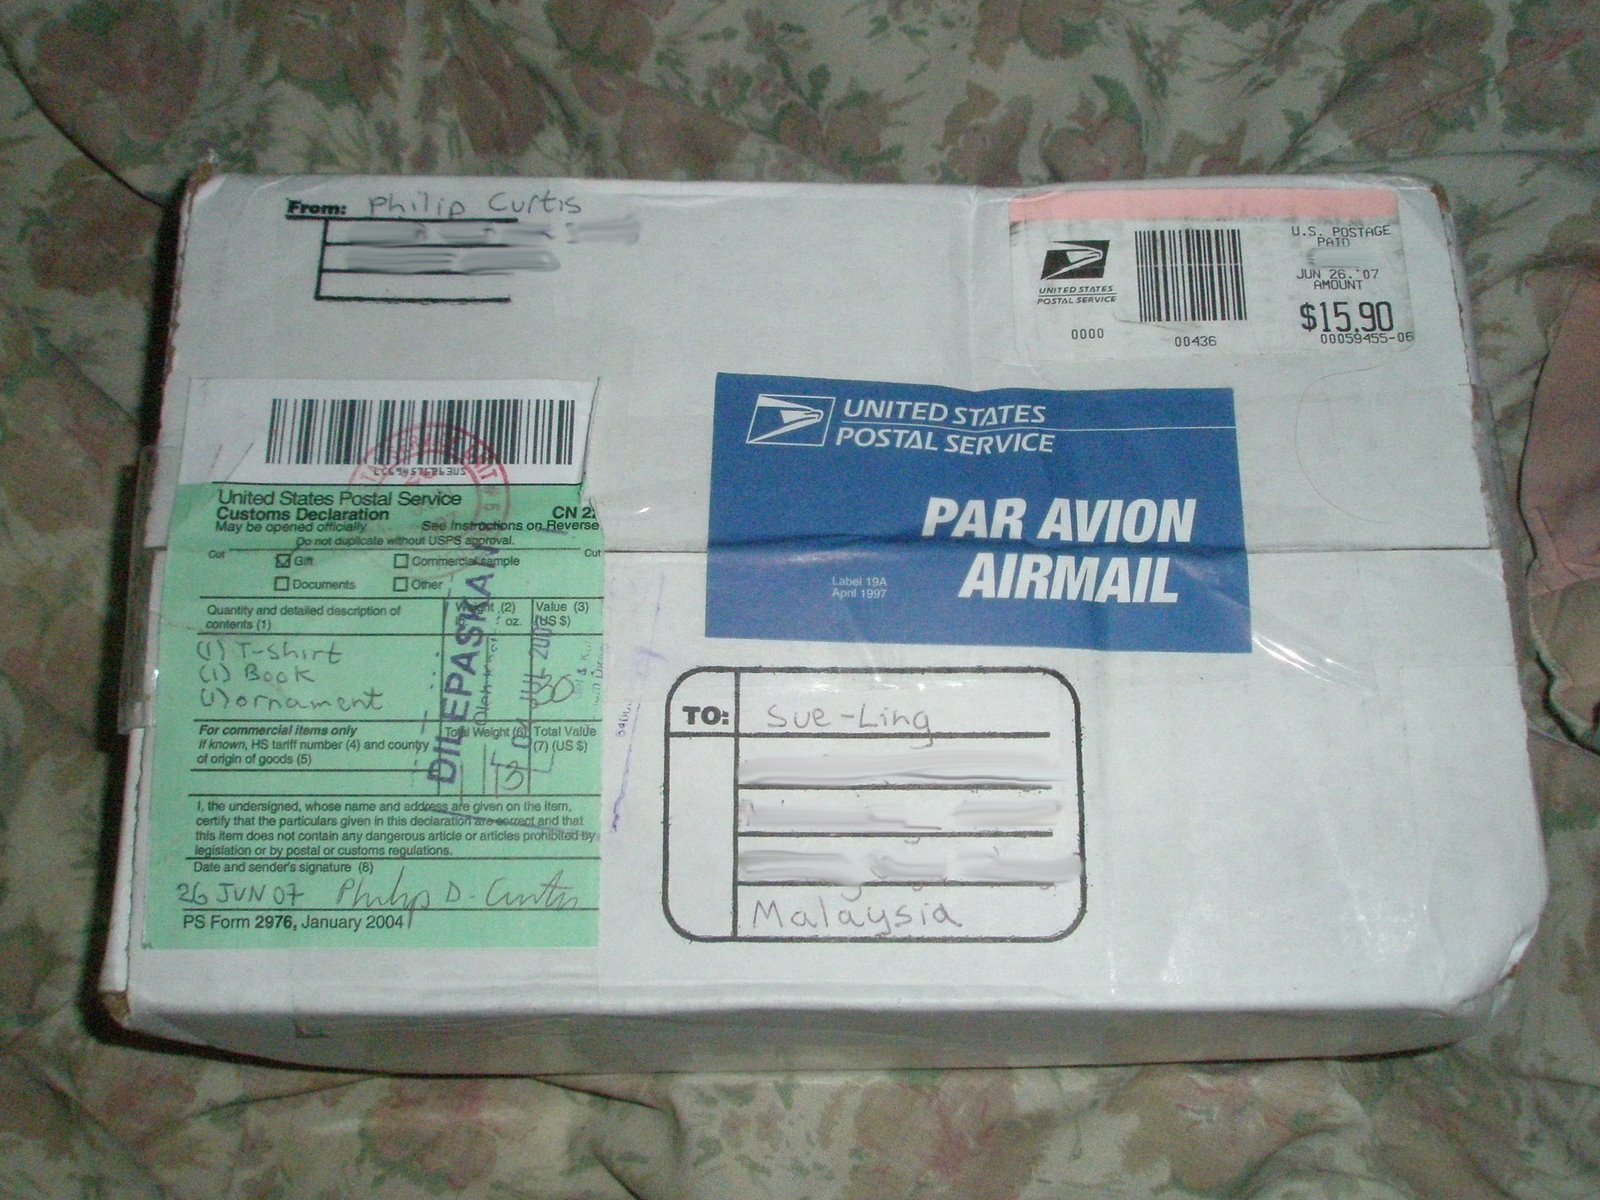 From: Philip Curtis
UNITED STATES
POSTAL SERVICE
0000
00436
U.S. POSTAGE
PAID
JUN 26.'07
AMOUNT
$15.90
00059455-06
United States Postal Service
Customs Declaration
CN 22
May be opened officially
See Instructions on Reverse
Do not duplicate without USPS approval.
Cut
Cut
Gift
Commercial sample
Documents
Other
Quantity and detailed description of
contents (1)
Weight (2)
oz.
Value (3)
(US $)
(1) T-shirt
(1) Book
(1) ornament
30
For commercial items only
If known, HS tariff number (4) and country
of origin of goods (5)
Total Weight (6)
Total Value
(7) (US $)
I, the undersigned, whose name and address are given on the item,
certify that the particulars given in this declaration are correct and that
this item does not contain any dangerous article or articles prohibited by
legislation or by postal or customs regulations.
Date and sender's signature (8)
26 JUN 07 Philip D. Curtis
PS Form 2976, January 2004
DILEPASKAN
UNITED STATES
POSTAL SERVICE
PAR AVION
AIRMAIL
Label 19A
April 1997
TO: Sue-Ling
Malaysia